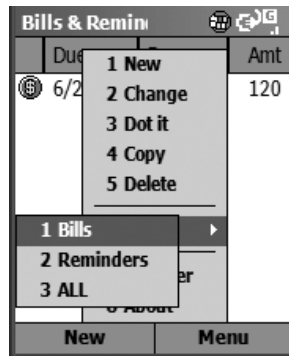 Bills & Remin
Due
Amt
6/2
120
1 New
2 Change
3 Dot it
4 Copy
5 Delete
1 Bills
2 Reminders
3 ALL
er
About
New
Menu